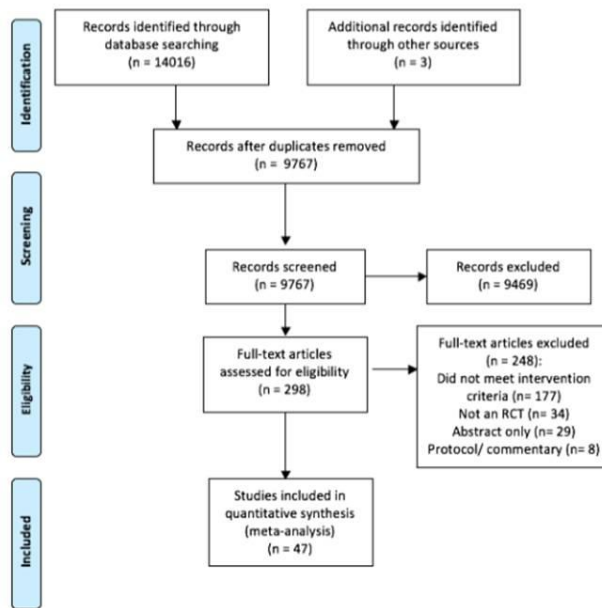 Identification
Records identified through
database searching
(n = 14016)
Additional records identified
through other sources
(n = 3)
Records after duplicates removed
(n = 9767)
Screening
Records screened
(n = 9767)
Records excluded
(n = 9469)
Eligibility
Full-text articles
assessed for eligibility
(n = 298)
Full-text articles excluded
(n = 248):
Did not meet intervention
criteria (n= 177)
Not an RCT (n= 34)
Abstract only (n= 29)
Protocol/ commentary (n= 8)
Included
Studies included in
quantitative synthesis
(meta-analysis)
(n = 47)